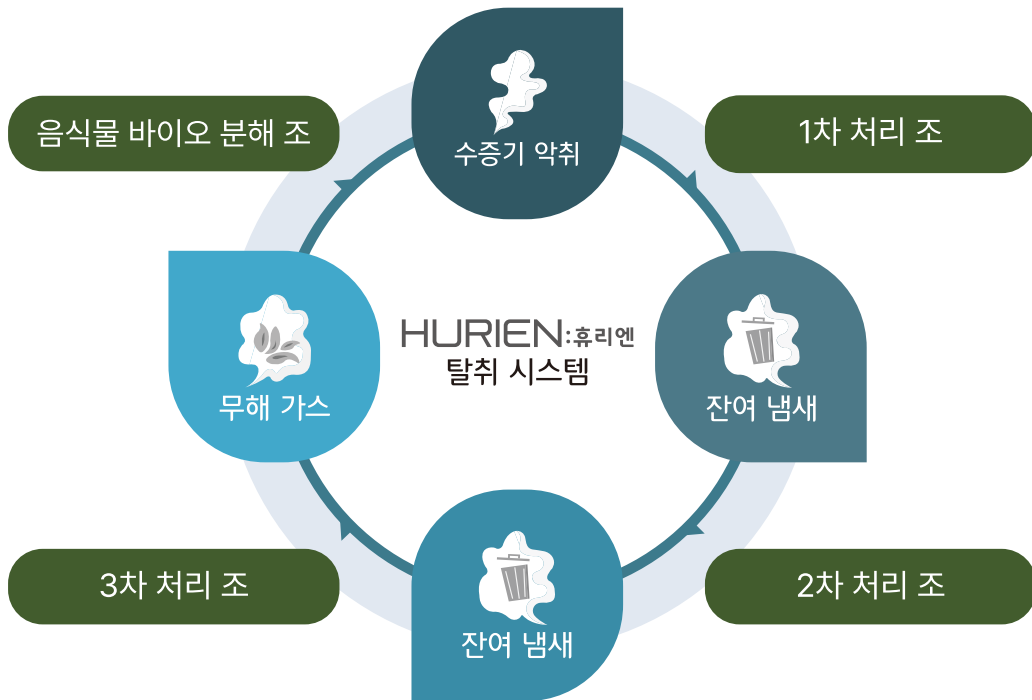 수증기 악취
음식물 바이오 분해 조
1차 처리 조
HURIEN:휴리엔
탈취 시스템
무해 가스
잔여 냄새
3차 처리 조
2차 처리 조
잔여 냄새